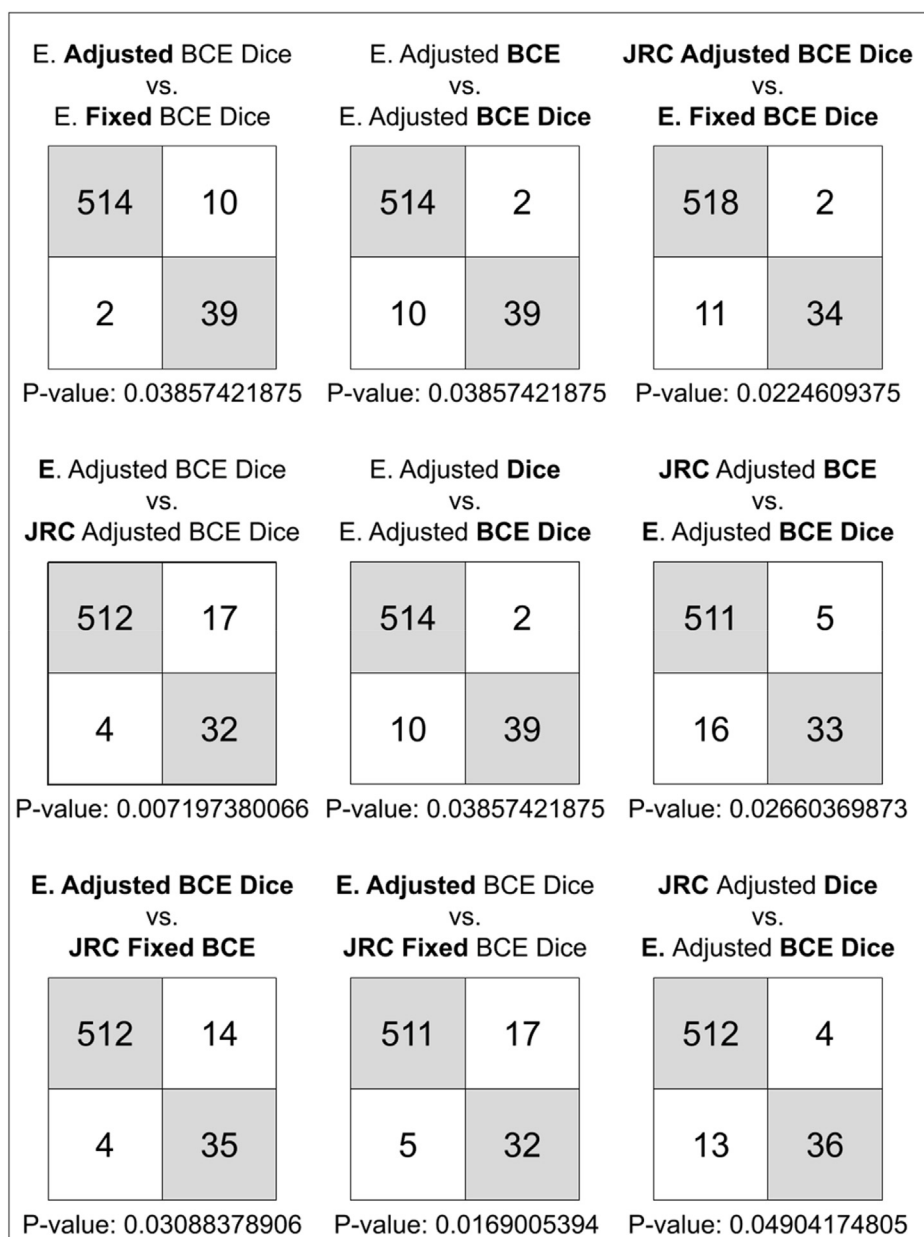 E. Adjusted BCE Dice
vs.
E. Fixed BCE Dice
514 10
2 39
P-value: 0.03857421875
E. Adjusted BCE
vs.
E. Adjusted BCE Dice
514 2
10 39
P-value: 0.03857421875
JRC Adjusted BCE Dice
vs.
E. Fixed BCE Dice
518 2
11 34
P-value: 0.0224609375
E. Adjusted BCE Dice
vs.
JRC Adjusted BCE Dice
512 17
4 32
P-value: 0.007197380066
E. Adjusted Dice
vs.
E. Adjusted BCE Dice
514 2
10 39
P-value: 0.03857421875
JRC Adjusted BCE
vs.
E. Adjusted BCE Dice
511 5
16 33
P-value: 0.02660369873
E. Adjusted BCE Dice
vs.
JRC Fixed BCE
512 14
4 35
P-value: 0.03088378906
E. Adjusted BCE Dice
vs.
JRC Fixed BCE Dice
511 17
5 32
P-value: 0.0169005394
JRC Adjusted Dice
vs.
E. Adjusted BCE Dice
512 4
13 36
P-value: 0.04904174805